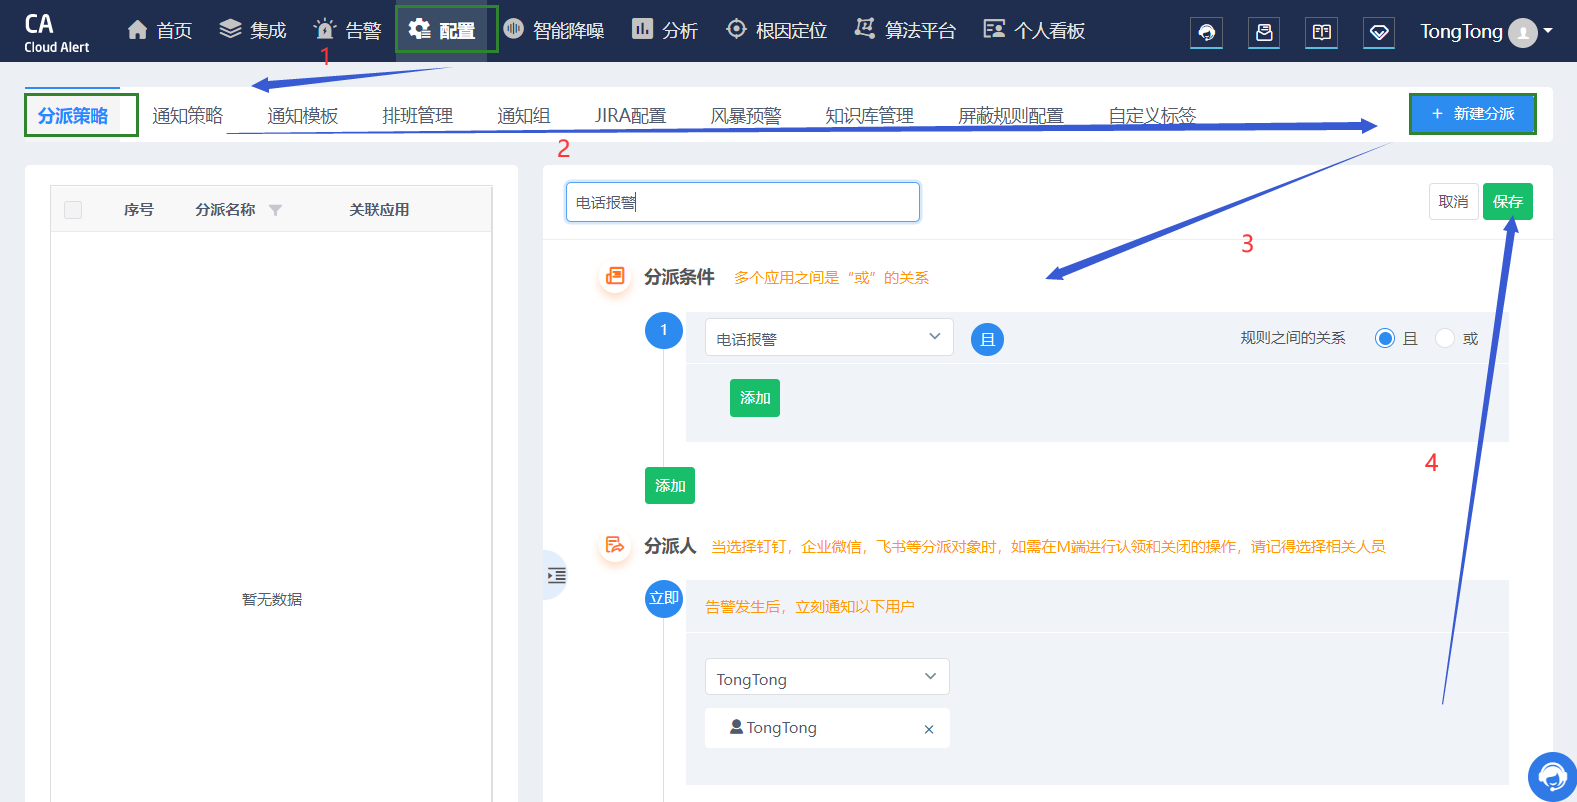 CA
Cloud Alert
首页
集成
告警
配置
智能降噪
分析
根因定位
算法平台
个人看板
TongTong
1
分派策略
通知策略
通知模板
排班管理
通知组
JIRA配置
风暴预警
知识库管理
屏蔽规则配置
自定义标签
+ 新建分派
2
序号
分派名称
关联应用
暂无数据
电话报警
取消
保存
3
分派条件
多个应用之间是“或”的关系
1
电话报警
且
规则之间的关系
且
或
添加
4
添加
分派人
当选择钉钉，企业微信，飞书等分派对象时，如需在M端进行认领和关闭的操作，请记得选择相关人员
立即
告警发生后，立刻通知以下用户
TongTong
TongTong ×